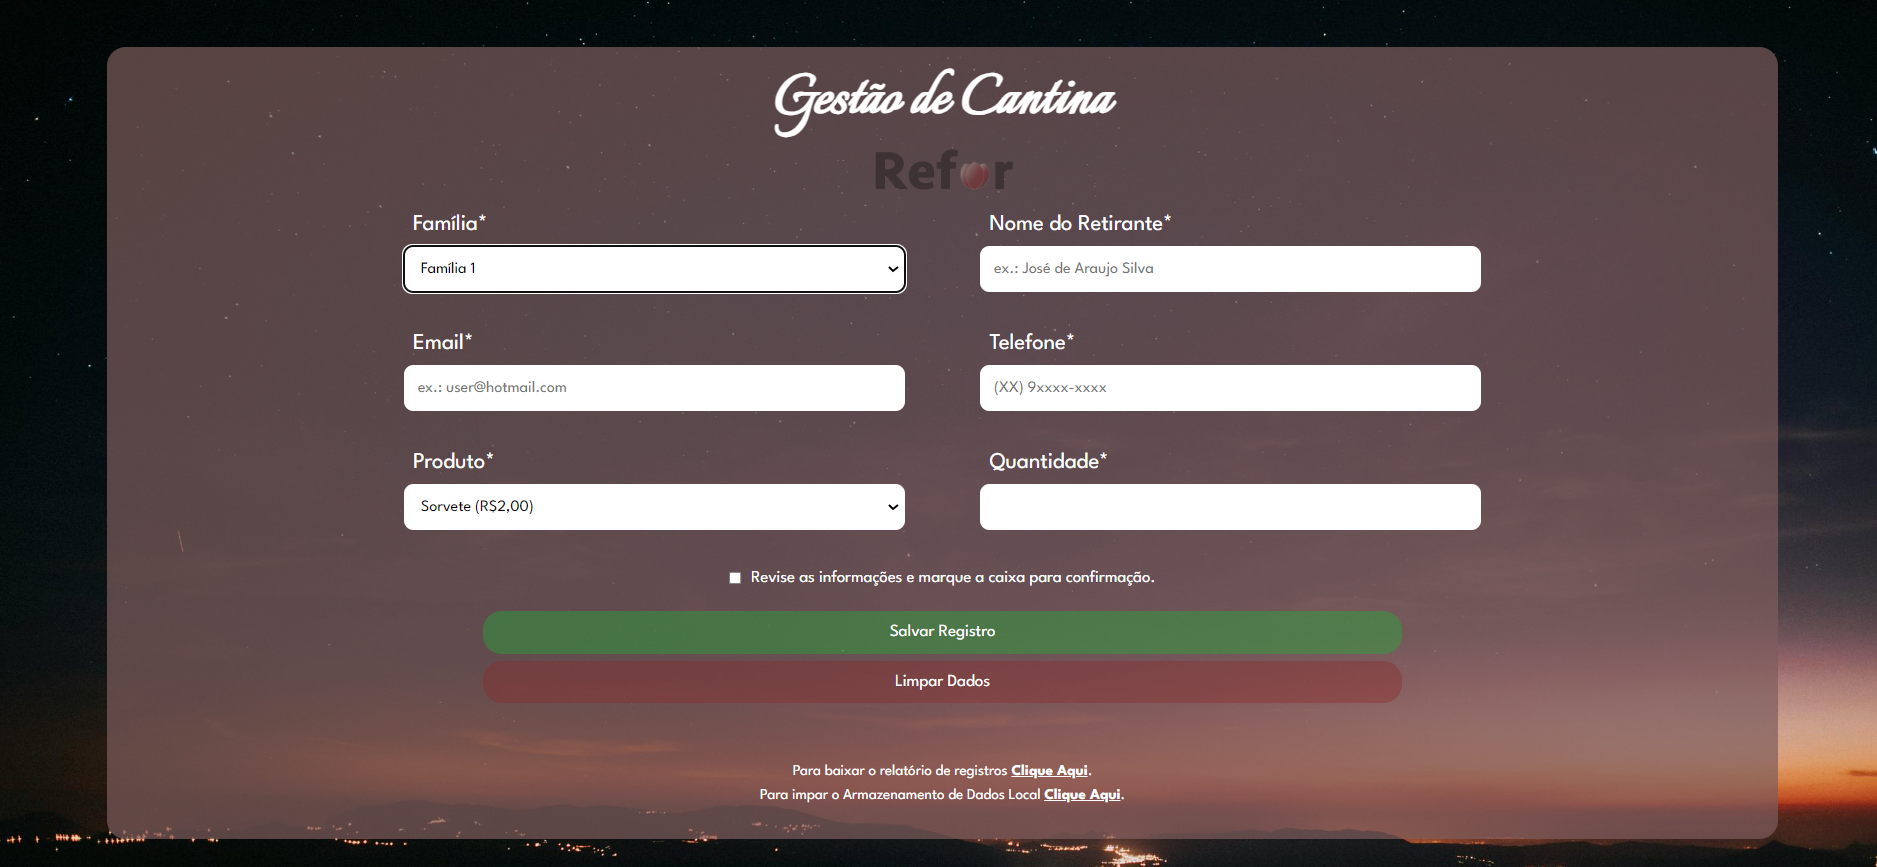 Gestão de Cantina
Refor
Família*
Nome do Retirante*
Família 1
ex.: José de Araujo Silva
Email*
Telefone*
ex.: user@hotmail.com
(XX) 9xxxx-xxxx
Produto*
Quantidade*
Sorvete (R$2,00)
Revise as informações e marque a caixa para confirmação.
Salvar Registro
Limpar Dados
Para baixar o relatório de registros Clique Aqui.
Para impar o Armazenamento de Dados Local Clique Aqui.